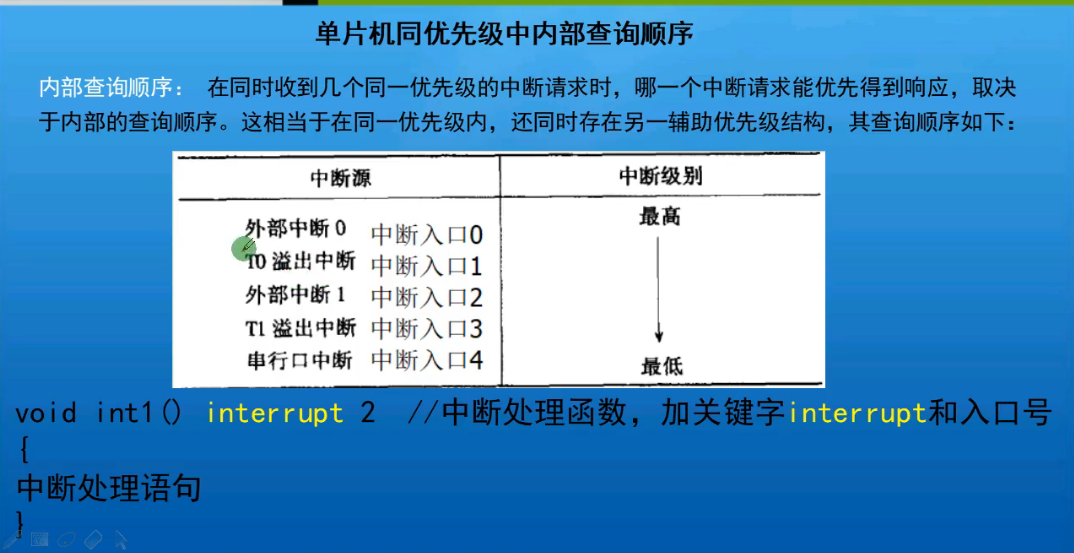 单片机同优先级中内部查询顺序
内部查询顺序： 在同时收到几个同一优先级的中断请求时，哪一个中断请求能优先得到响应，取决
于内部的查询顺序。这相当于在同一优先级内，还同时存在另一辅助优先级结构，其查询顺序如下：
中断源 中断级别
外部中断 0 中断入口0 最高
T0 溢出中断 中断入口1
外部中断 1 中断入口2
T1 溢出中断 中断入口3
串行口中断 中断入口4 最低
void int1() interrupt 2 //中断处理函数，加关键字interrupt和入口号
{
中断处理语句
}